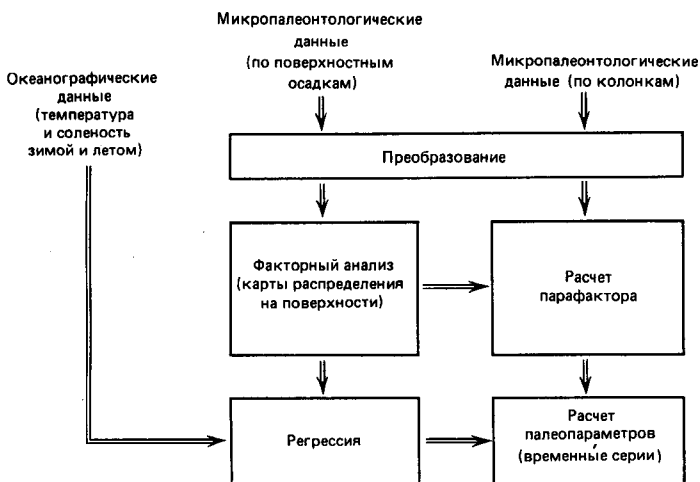 Микропалеонтологические
данные
(по поверхностным
осадкам)
Микропалеонтологические
данные (по колонкам)
Океанографические
данные
(температура
и соленость
зимой и летом)
Преобразование
Факторный анализ
(карты распределения
на поверхности)
Расчет
парафактора
Регрессия
Расчет
палеопараметров
(временны́е серии)